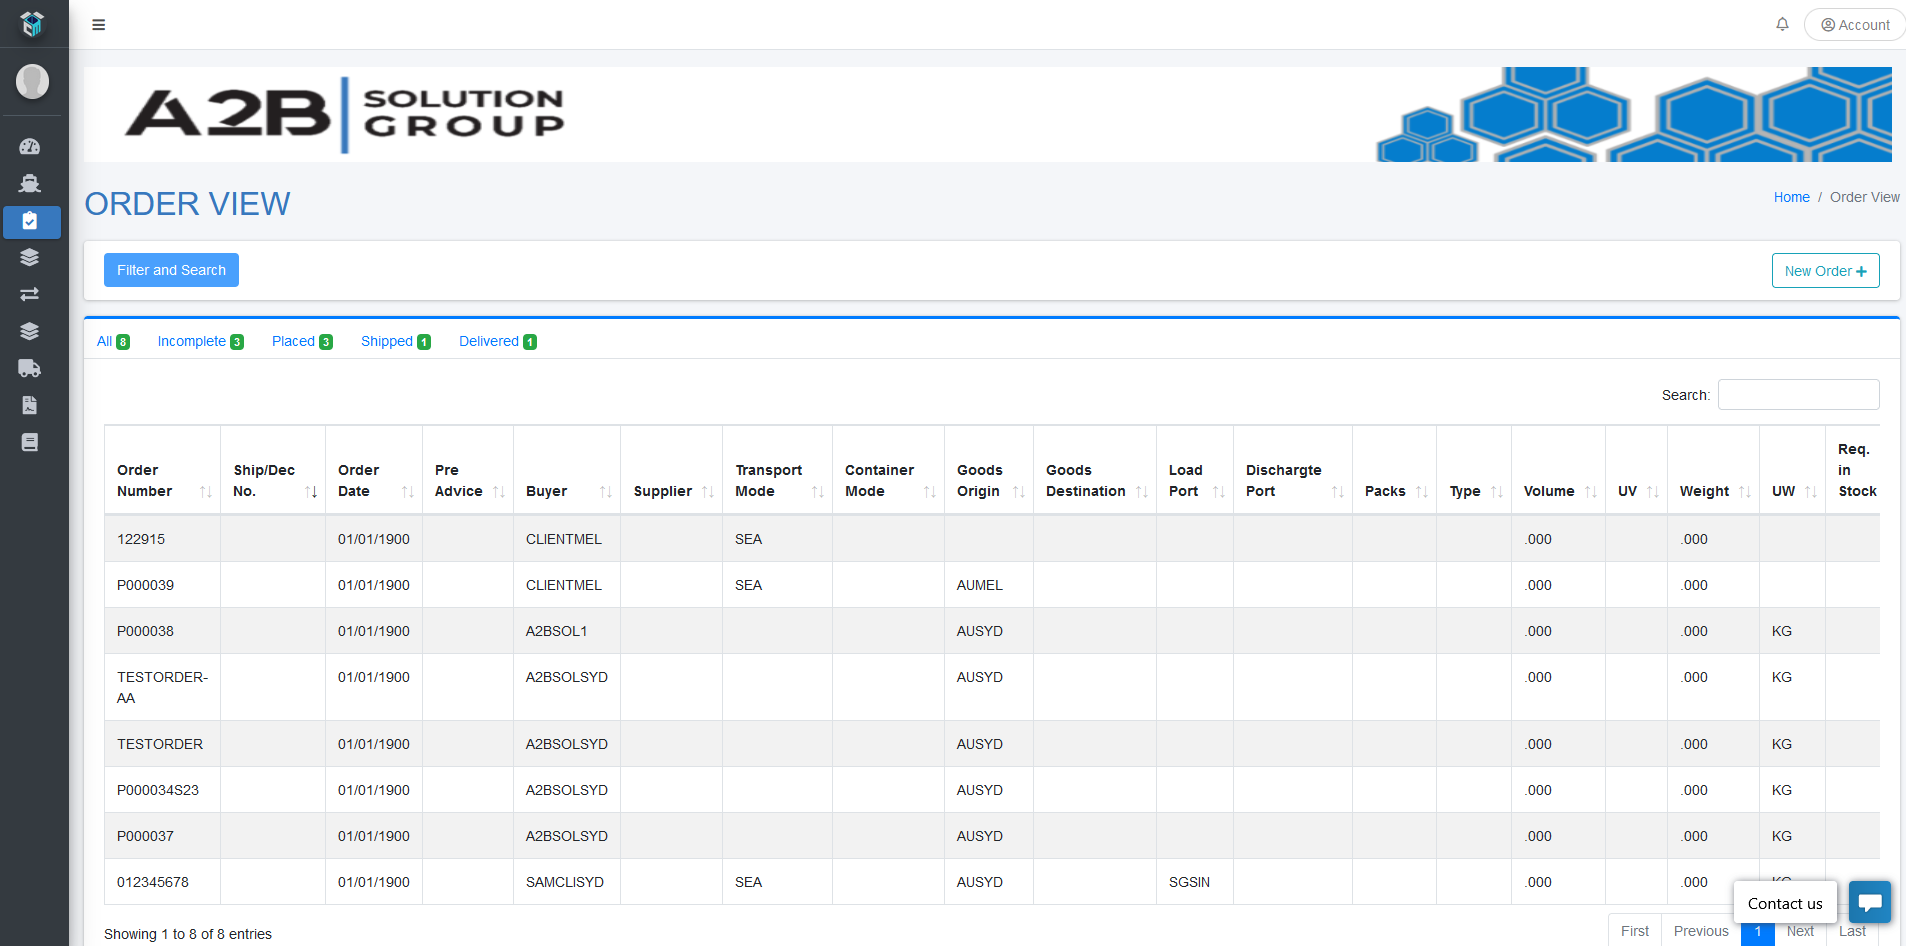 Account
A2B SOLUTION GROUP
ORDER VIEW
Home / Order View
Filter and Search
New Order +
All 8 Incomplete 3 Placed 3 Shipped 1 Delivered 1
Search:
Order Number Ship/Dec No. Order Date Pre Advice Buyer Supplier Transport Mode Container Mode Goods Origin Goods Destination Load Port Dischargte Port Packs Type Volume UV Weight UW Req. in Stock
122915 01/01/1900 CLIENTMEL SEA .000 .000
P000039 01/01/1900 CLIENTMEL SEA AUMEL .000 .000
P000038 01/01/1900 A2BSOL1 AUSYD .000 .000 KG
TESTORDER-AA 01/01/1900 A2BSOLSYD AUSYD .000 .000 KG
TESTORDER 01/01/1900 A2BSOLSYD AUSYD .000 .000 KG
P000034S23 01/01/1900 A2BSOLSYD AUSYD .000 .000 KG
P000037 01/01/1900 A2BSOLSYD AUSYD .000 .000 KG
012345678 01/01/1900 SAMCLISYD SEA AUSYD SGSIN .000 .000
Contact us
Showing 1 to 8 of 8 entries
First Previous 1 Next Last